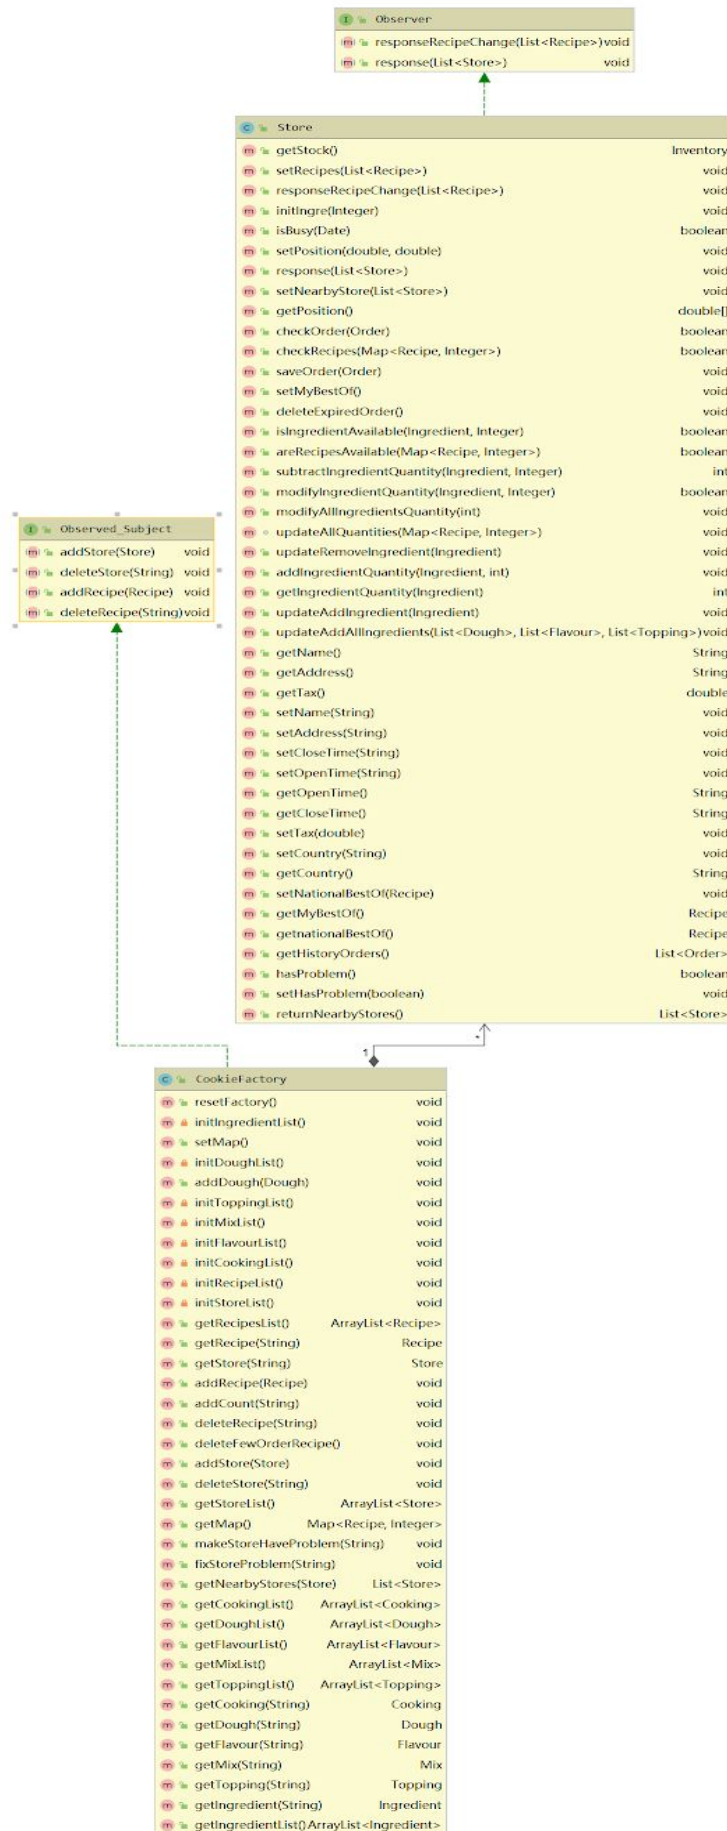 Observer
responseRecipeChange(List<Recipe>) void
response(List<Store>) void
Store
getStock() Inventory
setRecipes(List<Recipe>) void
responseRecipeChange(List<Recipe>) void
initIngre(Integer) void
isBusy(Date) boolean
setPosition(double, double) void
response(List<Store>) void
setNearbyStore(List<Store>) void
getPosition() double[]
checkOrder(Order) boolean
checkRecipes(Map<Recipe, Integer>) boolean
saveOrder(Order) void
setMyBestOf() void
deleteExpiredOrder() void
isIngredientAvailable(Ingredient, Integer) boolean
areRecipesAvailable(Map<Recipe, Integer>) boolean
subtractIngredientQuantity(Ingredient, Integer) int
modifyIngredientQuantity(Ingredient, Integer) boolean
modifyAllIngredientsQuantity(int) void
updateAllQuantities(Map<Recipe, Integer>) void
updateRemoveIngredient(Ingredient) void
addIngredientQuantity(Ingredient, int) void
getIngredientQuantity(Ingredient) int
updateAddIngredient(Ingredient) void
updateAddAllIngredients(List<Dough>, List<Flavour>, List<Topping>) void
getName() String
getAddress() String
getTax() double
setName(String) void
setAddress(String) void
setCloseTime(String) void
setOpenTime(String) void
getOpenTime() String
getCloseTime() String
setTax(double) void
setCountry(String) void
getCountry() String
setNationalBestOf(Recipe) void
getMyBestOf() Recipe
getnationalBestOf() Recipe
getHistoryOrders() List<Order>
hasProblem() boolean
setHasProblem(boolean) void
returnNearbyStores() List<Store>
Observed_Subject
addStore(Store) void
deleteStore(String) void
addRecipe(Recipe) void
deleteRecipe(String) void
1
*
CookieFactory
resetFactory() void
initIngredientList() void
setMap() void
initDoughList() void
addDough(Dough) void
initToppingList() void
initMixList() void
initFlavourList() void
initCookingList() void
initRecipeList() void
initStoreList() void
getRecipesList() ArrayList<Recipe>
getRecipe(String) Recipe
getStore(String) Store
addRecipe(Recipe) void
addCount(String) void
deleteRecipe(String) void
deleteFewOrderRecipe() void
addStore(Store) void
deleteStore(String) void
getStoreList() ArrayList<Store>
getMap() Map<Recipe, Integer>
makeStoreHaveProblem(String) void
fixStoreProblem(String) void
getNearbyStores(Store) List<Store>
getCookingList() ArrayList<Cooking>
getDoughList() ArrayList<Dough>
getFlavourList() ArrayList<Flavour>
getMixList() ArrayList<Mix>
getToppingList() ArrayList<Topping>
getCooking(String) Cooking
getDough(String) Dough
getFlavour(String) Flavour
getMix(String) Mix
getTopping(String) Topping
getIngredient(String) Ingredient
getIngredientList() ArrayList<Ingredient>